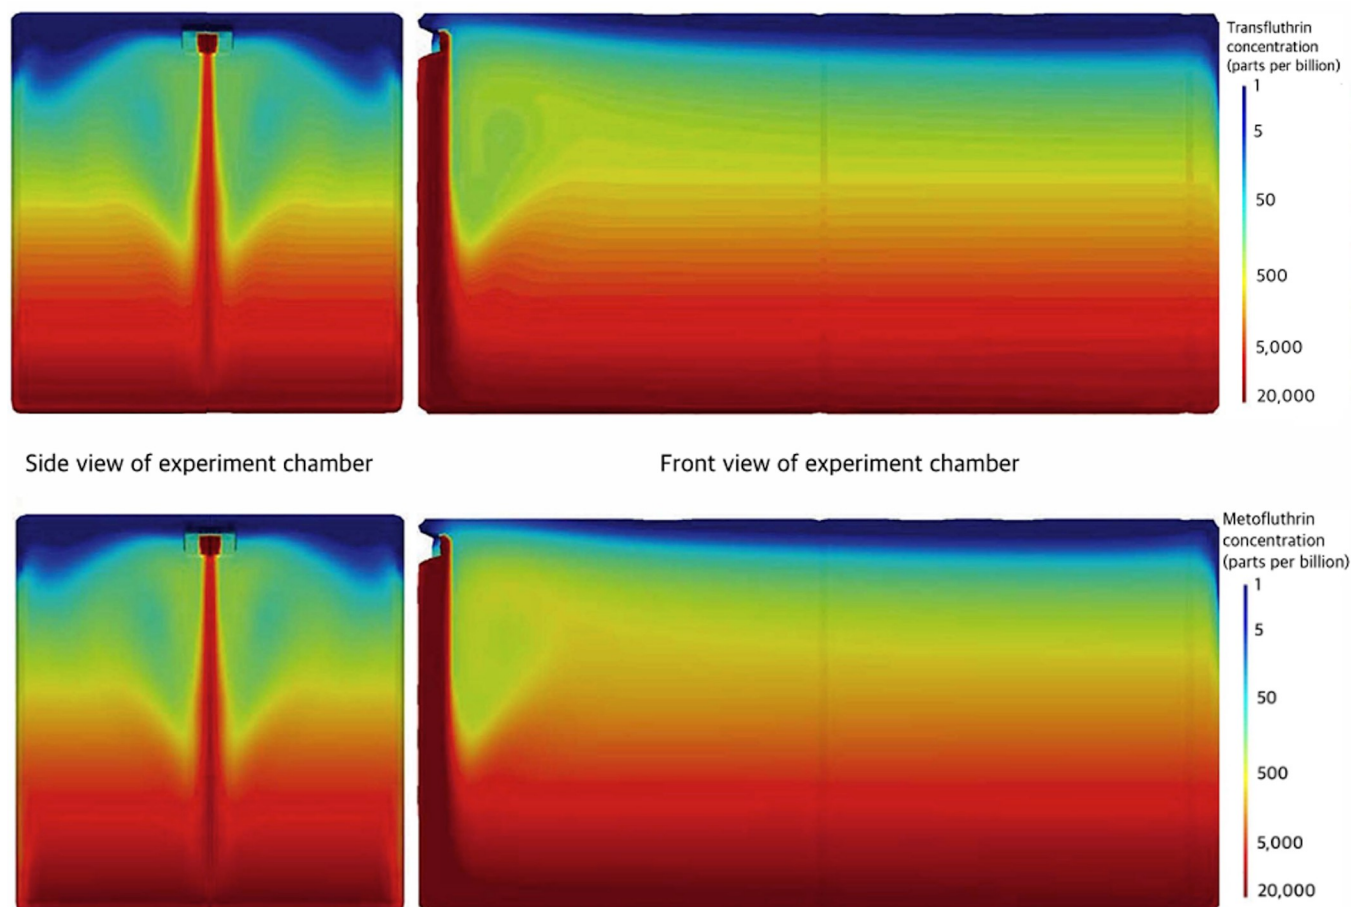 Transfluthrin
concentration
(parts per billion)
1
5
50
500
5,000
20,000
Side view of experiment chamber
Front view of experiment chamber
Metofluthrin
concentration
(parts per billion)
1
5
50
500
5,000
20,000